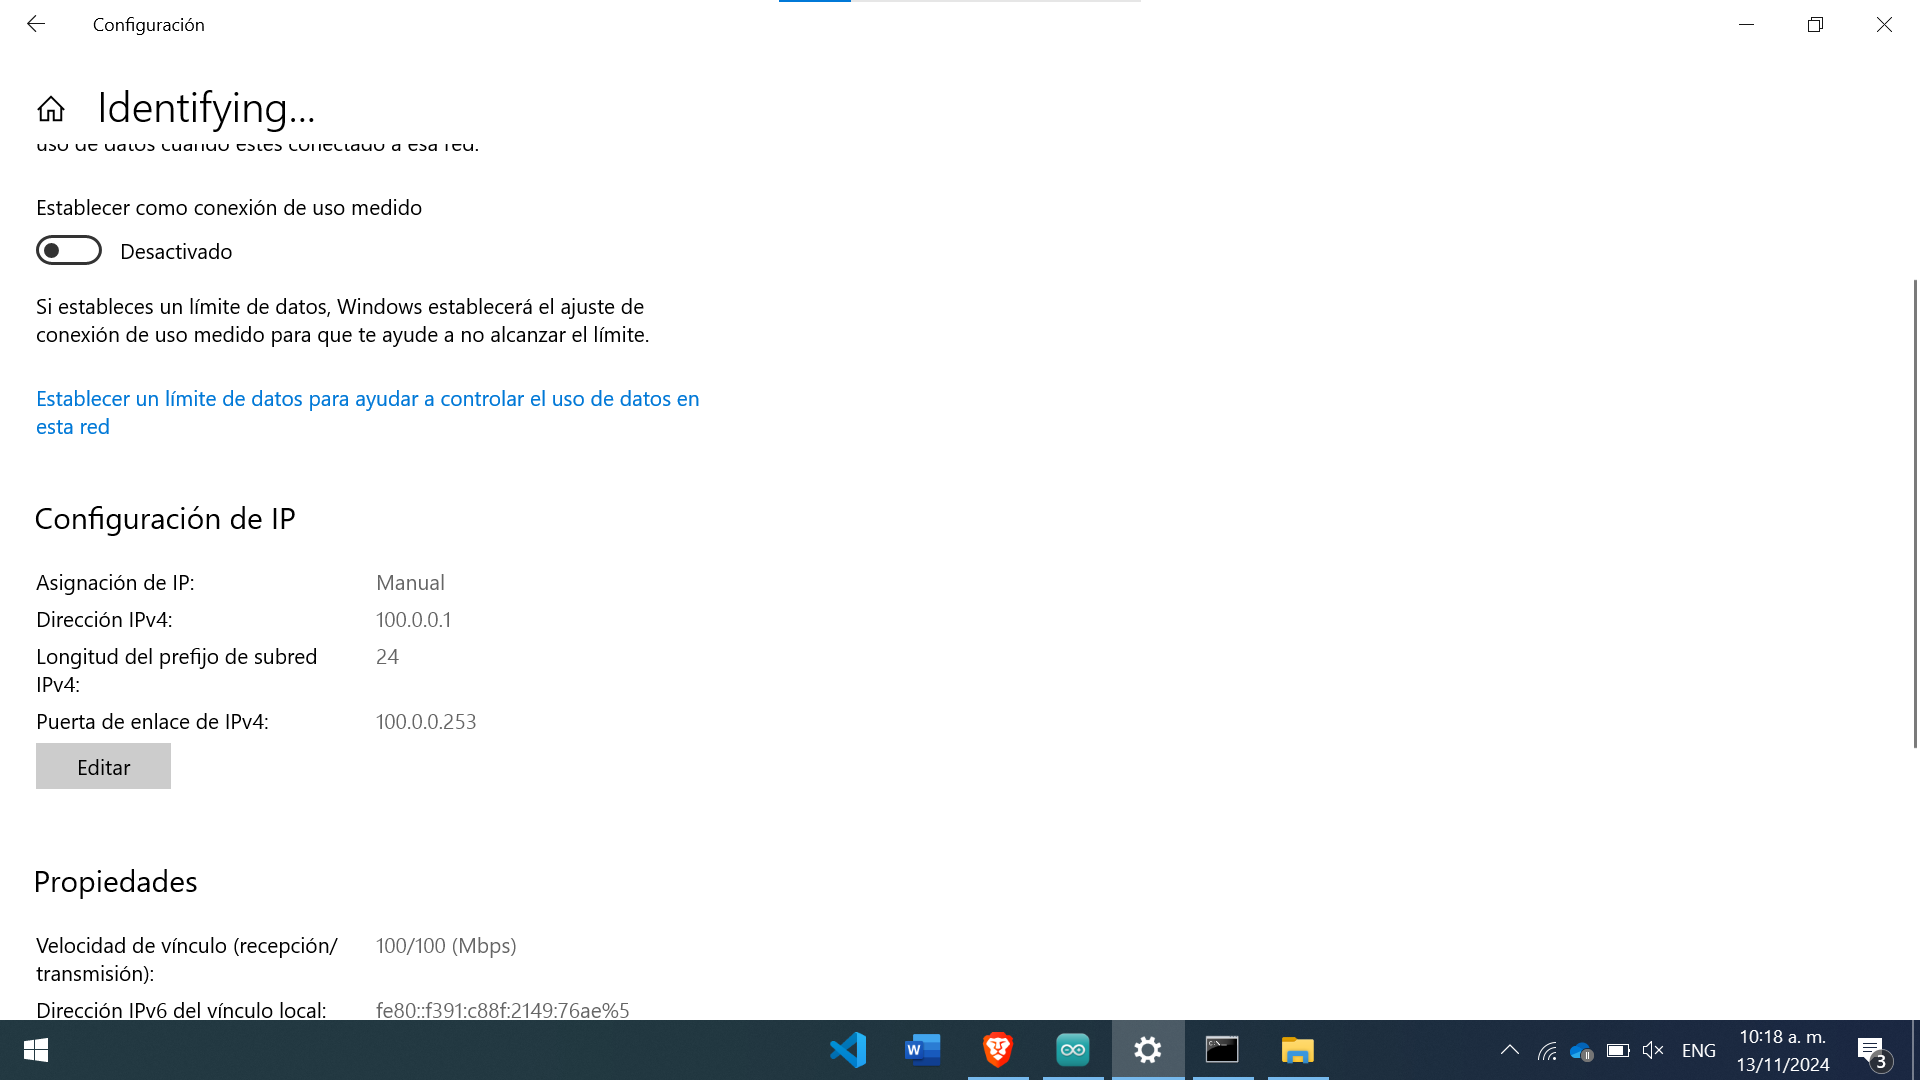 Configuración
Identifying...
uso de datos cuando estés conectado a esa red.
Establecer como conexión de uso medido
Desactivado
Si estableces un límite de datos, Windows establecerá el ajuste de
conexión de uso medido para que te ayude a no alcanzar el límite.
Establecer un límite de datos para ayudar a controlar el uso de datos en
esta red
Configuración de IP
Asignación de IP: Manual
Dirección IPv4: 100.0.0.1
Longitud del prefijo de subred 24
IPv4:
Puerta de enlace de IPv4: 100.0.0.253
Editar
Propiedades
Velocidad de vínculo (recepción/ 100/100 (Mbps)
transmisión):
Dirección IPv6 del vínculo local: fe80::f391:c88f:2149:76ae%5
W
C:\_
ENG
10:18 a. m.
13/11/2024
3